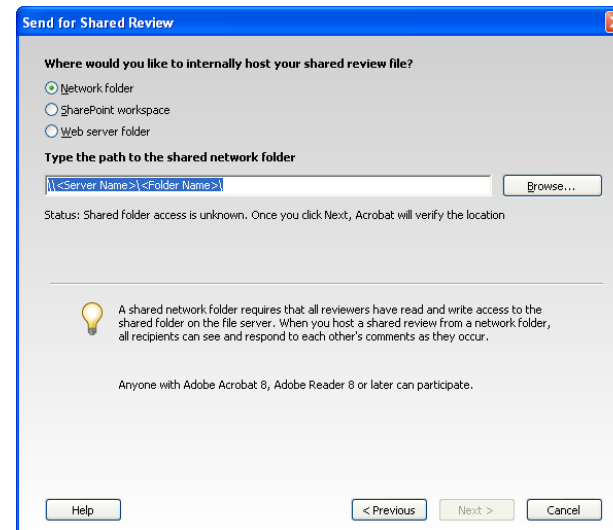 Send for Shared Review
Where would you like to internally host your shared review file?
Network folder
SharePoint workspace
Web server folder
Type the path to the shared network folder
\\<Server Name>\<Folder Name>\
Browse...
Status: Shared folder access is unknown. Once you click Next, Acrobat will verify the location
A shared network folder requires that all reviewers have read and write access to the
shared folder on the file server. When you host a shared review from a network folder,
all recipients can see and respond to each other's comments as they occur.
Anyone with Adobe Acrobat 8, Adobe Reader 8 or later can participate.
Help
< Previous
Next >
Cancel